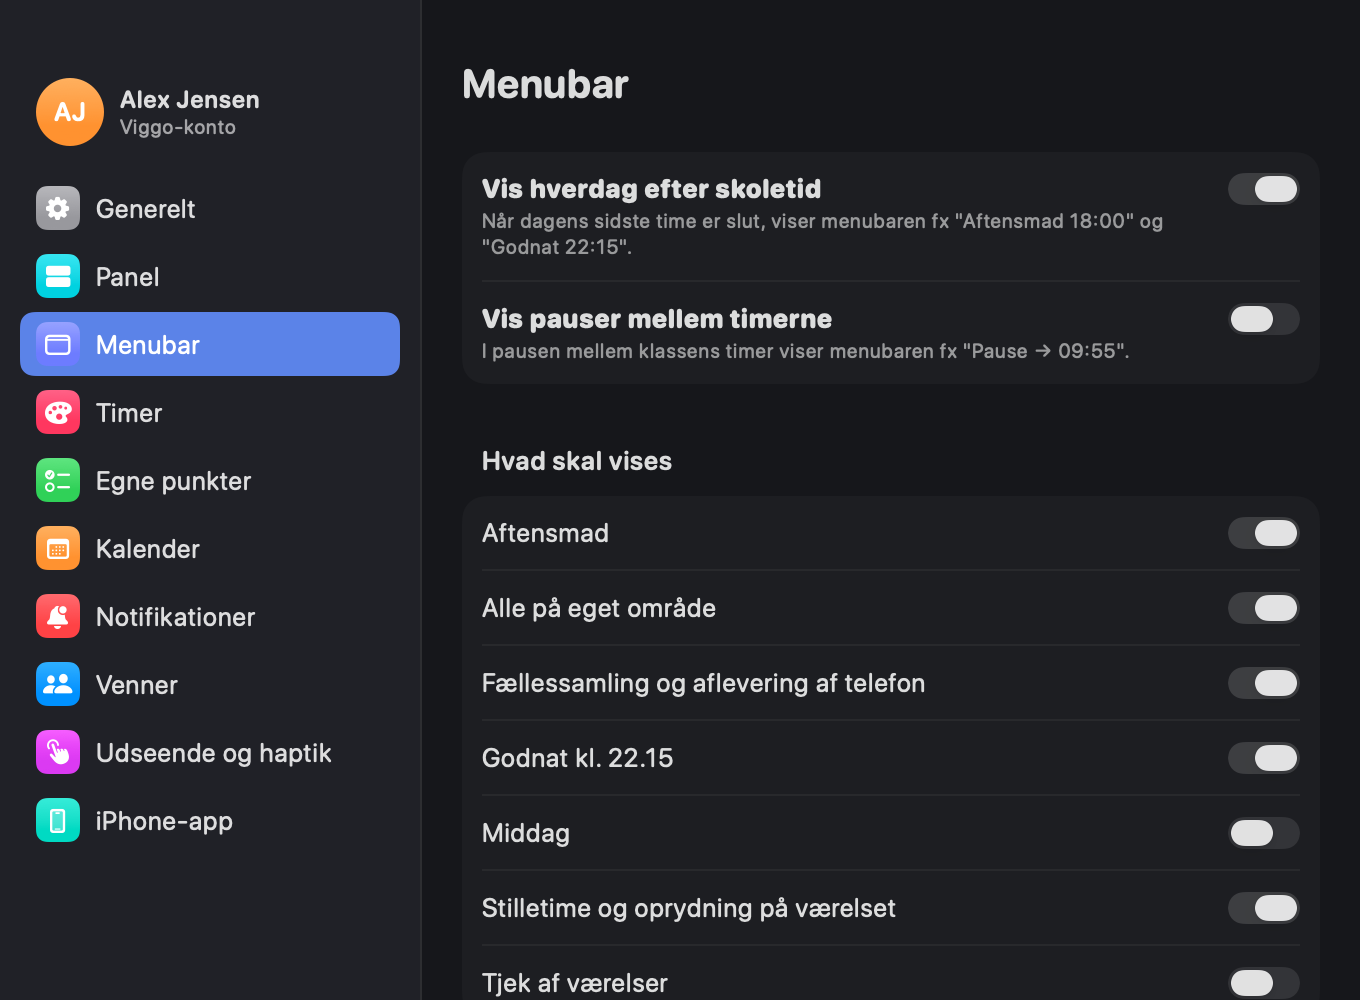 AJ
Alex Jensen
Viggo-konto
Generelt
Panel
Menubar
Timer
Egne punkter
Kalender
Notifikationer
Venner
Udseende og haptik
iPhone-app
Menubar
Vis hverdag efter skoletid
Når dagens sidste time er slut, viser menubaren fx "Aftensmad 18:00" og
"Godnat 22:15".
Vis pauser mellem timerne
I pausen mellem klassens timer viser menubaren fx "Pause → 09:55".
Hvad skal vises
Aftensmad
Alle på eget område
Fællessamling og aflevering af telefon
Godnat kl. 22.15
Middag
Stilletime og oprydning på værelset
Tjek af værelser